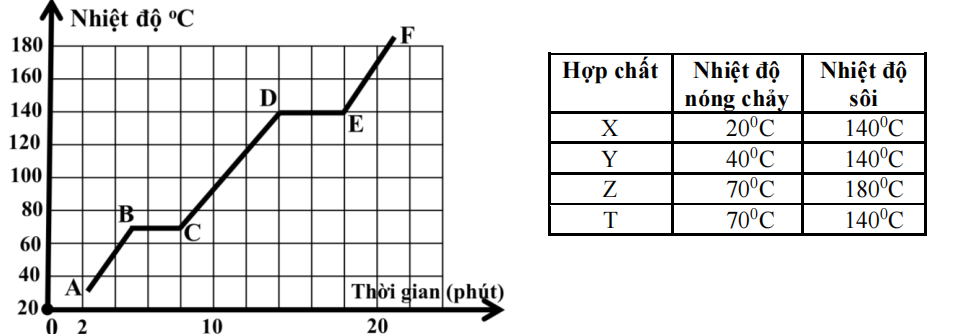 Nhiệt độ ⁰C
180
160
140
120
100
80
60
40
20
A
B
C
D
E
F
Thời gian (phút)
0 2 10 20
Hợp chất Nhiệt độ nóng chảy Nhiệt độ sôi
X 20⁰C 140⁰C
Y 40⁰C 140⁰C
Z 70⁰C 180⁰C
T 70⁰C 140⁰C